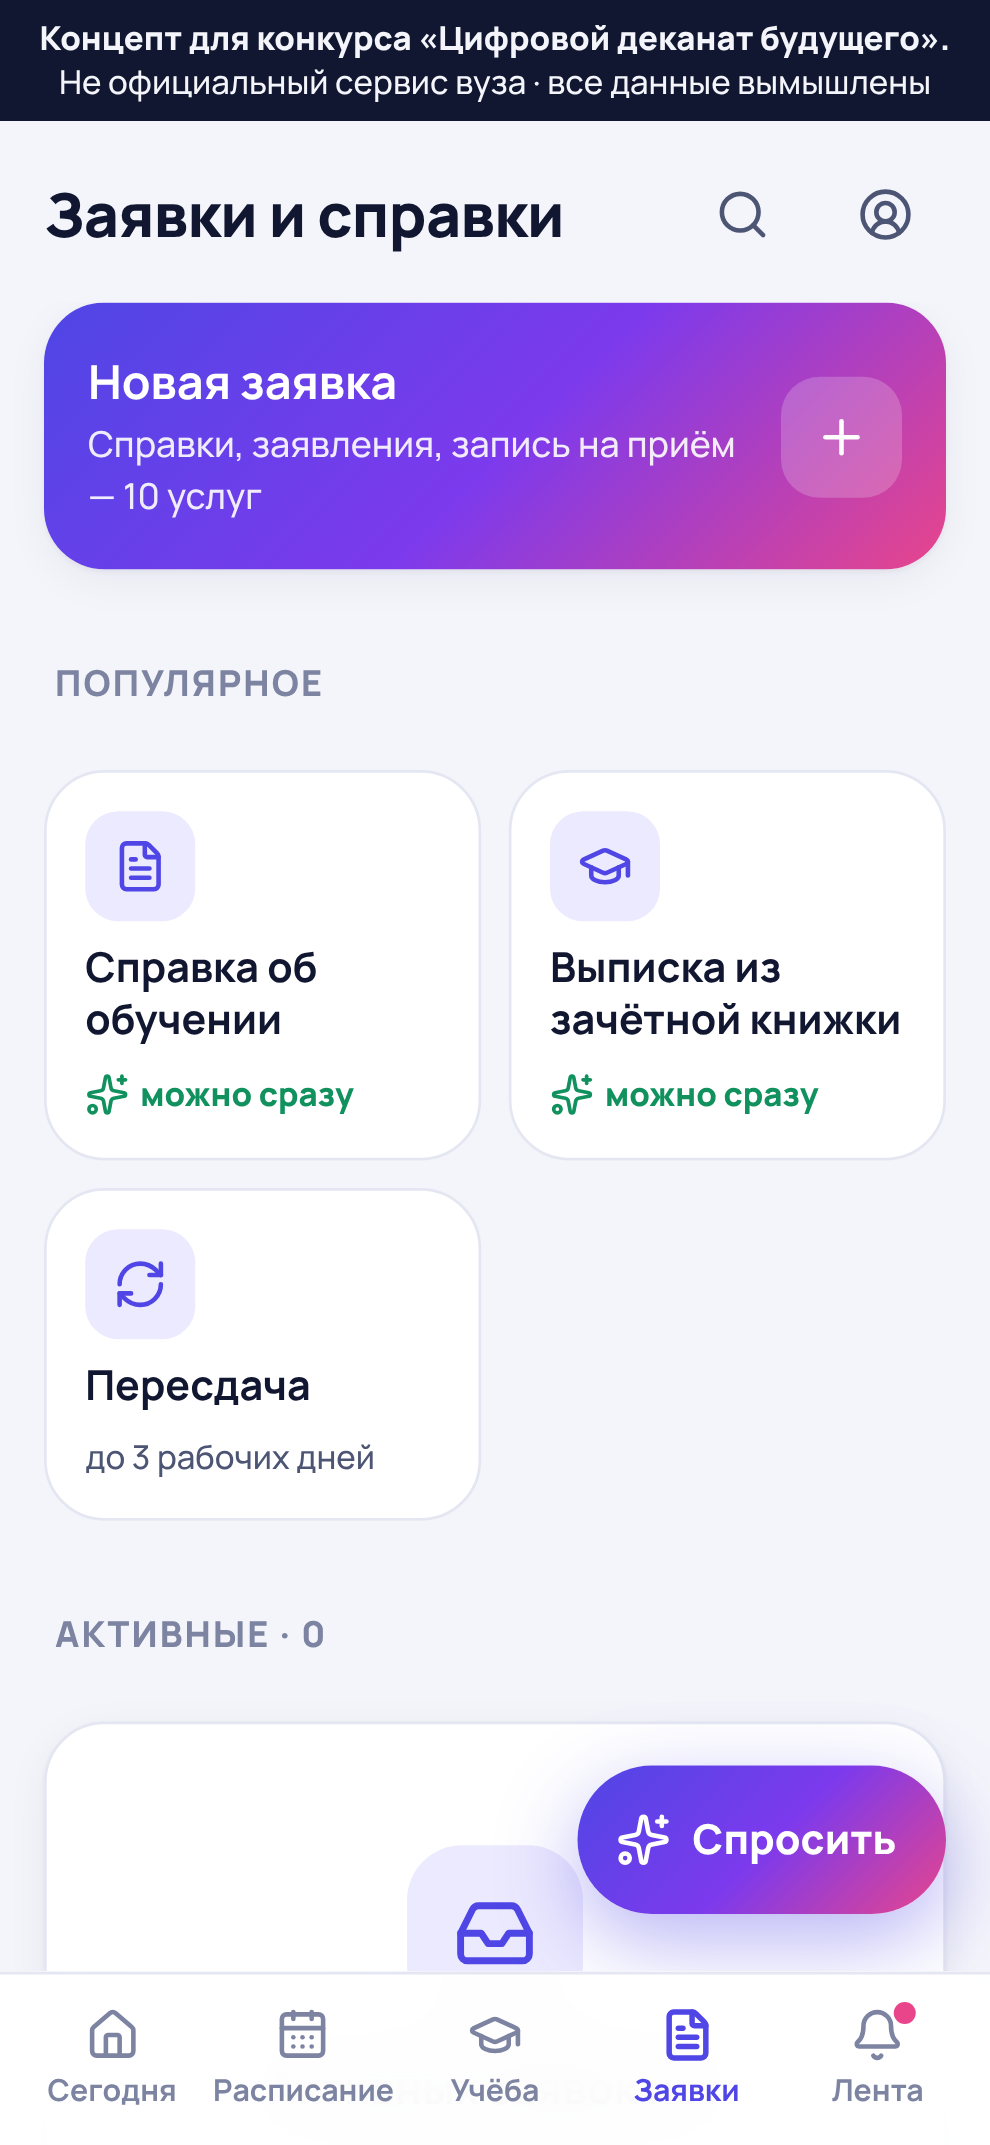 Концепт для конкурса «Цифровой деканат будущего».
Не официальный сервис вуза · все данные вымышлены
Заявки и справки
Новая заявка
Справки, заявления, запись на приём
— 10 услуг
ПОПУЛЯРНОЕ
Справка об
обучении
можно сразу
Выписка из
зачётной книжки
можно сразу
Пересдача
до 3 рабочих дней
АКТИВНЫЕ · 0
Спросить
Сегодня
Расписание
Учёба
Заявки
Лента